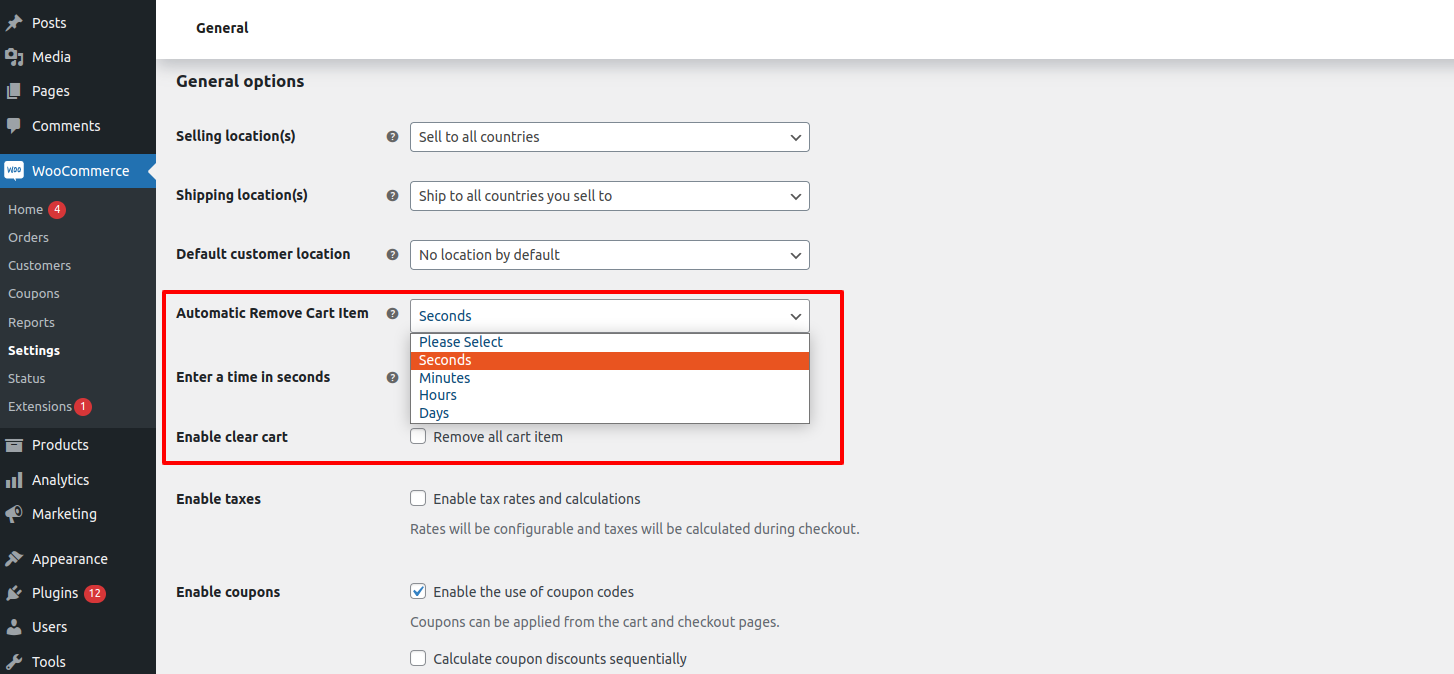 Posts
Media
Pages
Comments
WOO WooCommerce
Home 4
Orders
Customers
Coupons
Reports
Settings
Status
Extensions 1
Products
Analytics
Marketing
Appearance
Plugins 12
Users
Tools
General
General options
Selling location(s) ? Sell to all countries
Shipping location(s) ? Ship to all countries you sell to
Default customer location ? No location by default
Automatic Remove Cart Item ? Seconds
Please Select
Seconds
Enter a time in seconds ?
Minutes
Hours
Days
Enable clear cart Remove all cart item
Enable taxes Enable tax rates and calculations
Rates will be configurable and taxes will be calculated during checkout.
Enable coupons Enable the use of coupon codes
Coupons can be applied from the cart and checkout pages.
Calculate coupon discounts sequentially